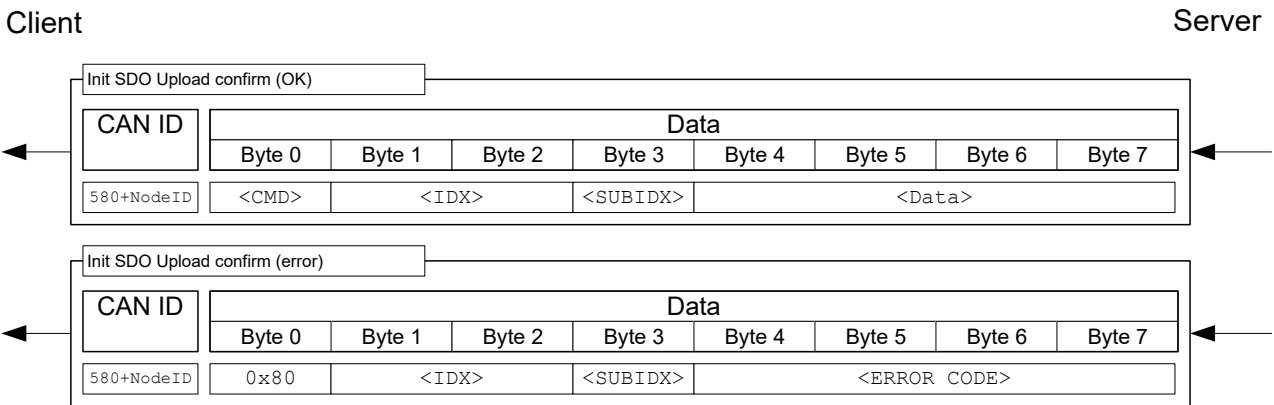 Client Server
Init SDO Upload confirm (OK)
CAN ID Data
Byte 0 Byte 1 Byte 2 Byte 3 Byte 4 Byte 5 Byte 6 Byte 7
580+NodeID <CMD> <IDX> <SUBIDX> <Data>
Init SDO Upload confirm (error)
CAN ID Data
Byte 0 Byte 1 Byte 2 Byte 3 Byte 4 Byte 5 Byte 6 Byte 7
580+NodeID 0x80 <IDX> <SUBIDX> <ERROR CODE>